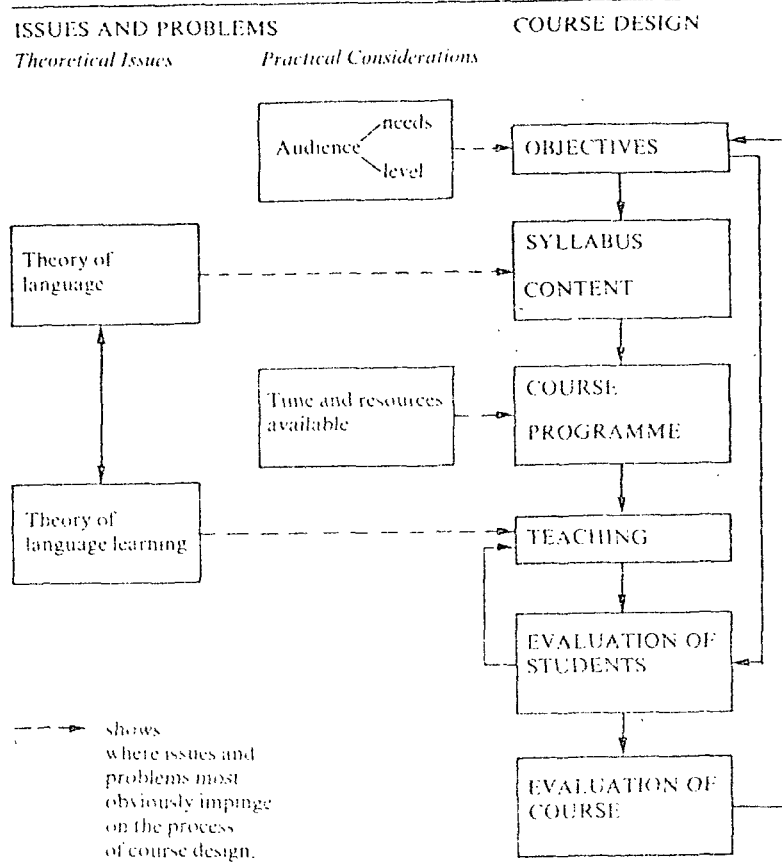 ISSUES AND PROBLEMS
COURSE DESIGN
Theoretical Issues
Practical Considerations
Audience
needs
level
OBJECTIVES
Theory of
language
SYLLABUS
CONTENT
Time and resources
available
COURSE
PROGRAMME
Theory of
language learning
TEACHING
EVALUATION OF
STUDENTS
shows
where issues and
problems most
obviously impinge
on the process
of course design.
EVALUATION OF
COURSE